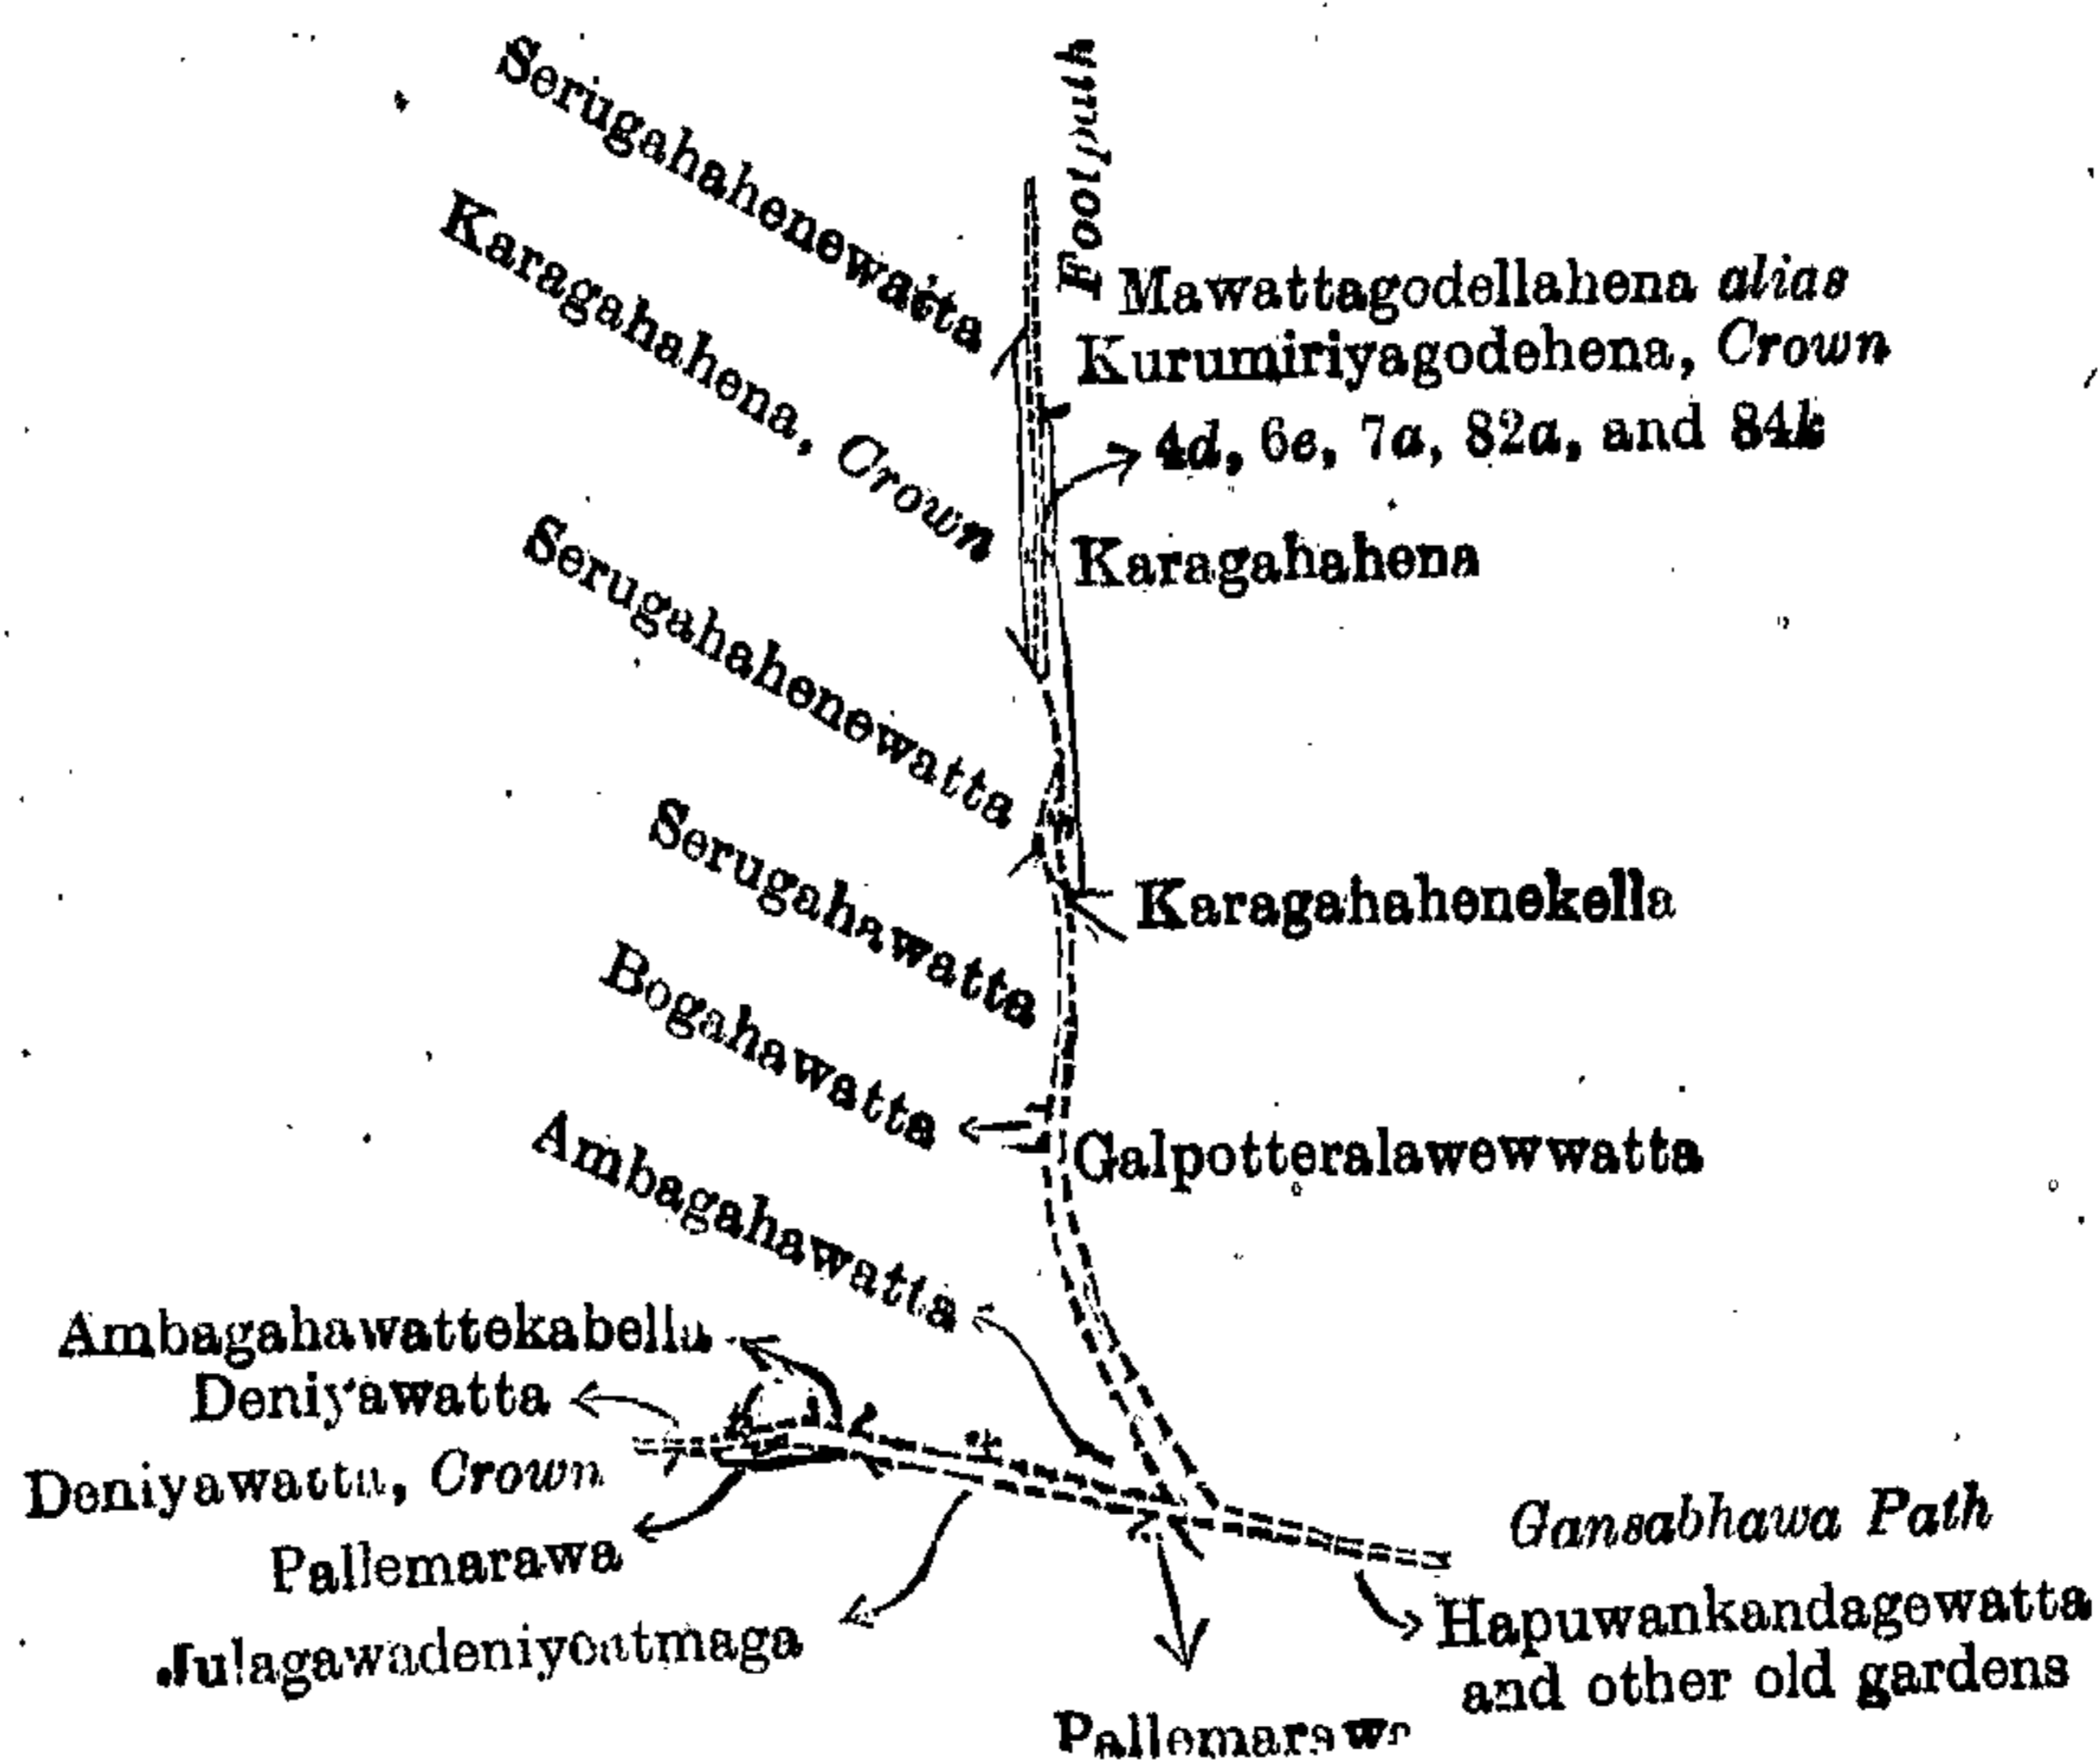 Serugahahenewatta
Footpath
Karagahahena, Crown
Mawattagodellahena alias
Kurumiriyagodehena, Crown
4d, 6e, 7a, 82a, and 84k
Karagahahena
Serugahahenewatta
Serugahawatta
Karagahahenekella
Bogahawatta
Galpotteralawewwatta
Ambagahawatta
Ambagahawattekabella
Deniyawatta
Deniyawatta, Crown
Pallemarawa
Gansabhawa Path
Hapuwankandagewatta
and other old gardens
Pallemarawa